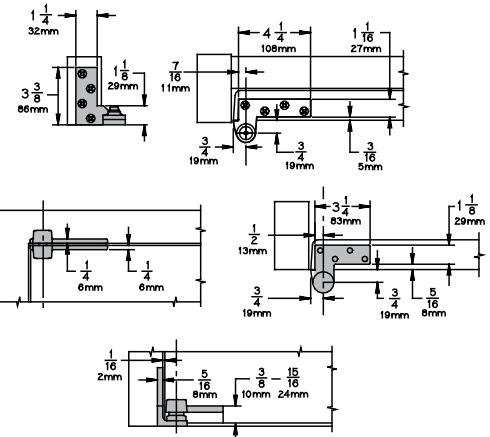 1 1/4
32mm
3 3/8
86mm
1 1/8
29mm
4 1/4
108mm
1 1/16
27mm
7/16
11mm
3/4
19mm
3/4
19mm
3/16
5mm
1/4
6mm
1/4
6mm
3 1/4
83mm
1 1/8
29mm
1/2
13mm
3/4
19mm
3/4
19mm
5/16
8mm
1/16
2mm
5/16
8mm
3/8 - 15/16
10mm 24mm